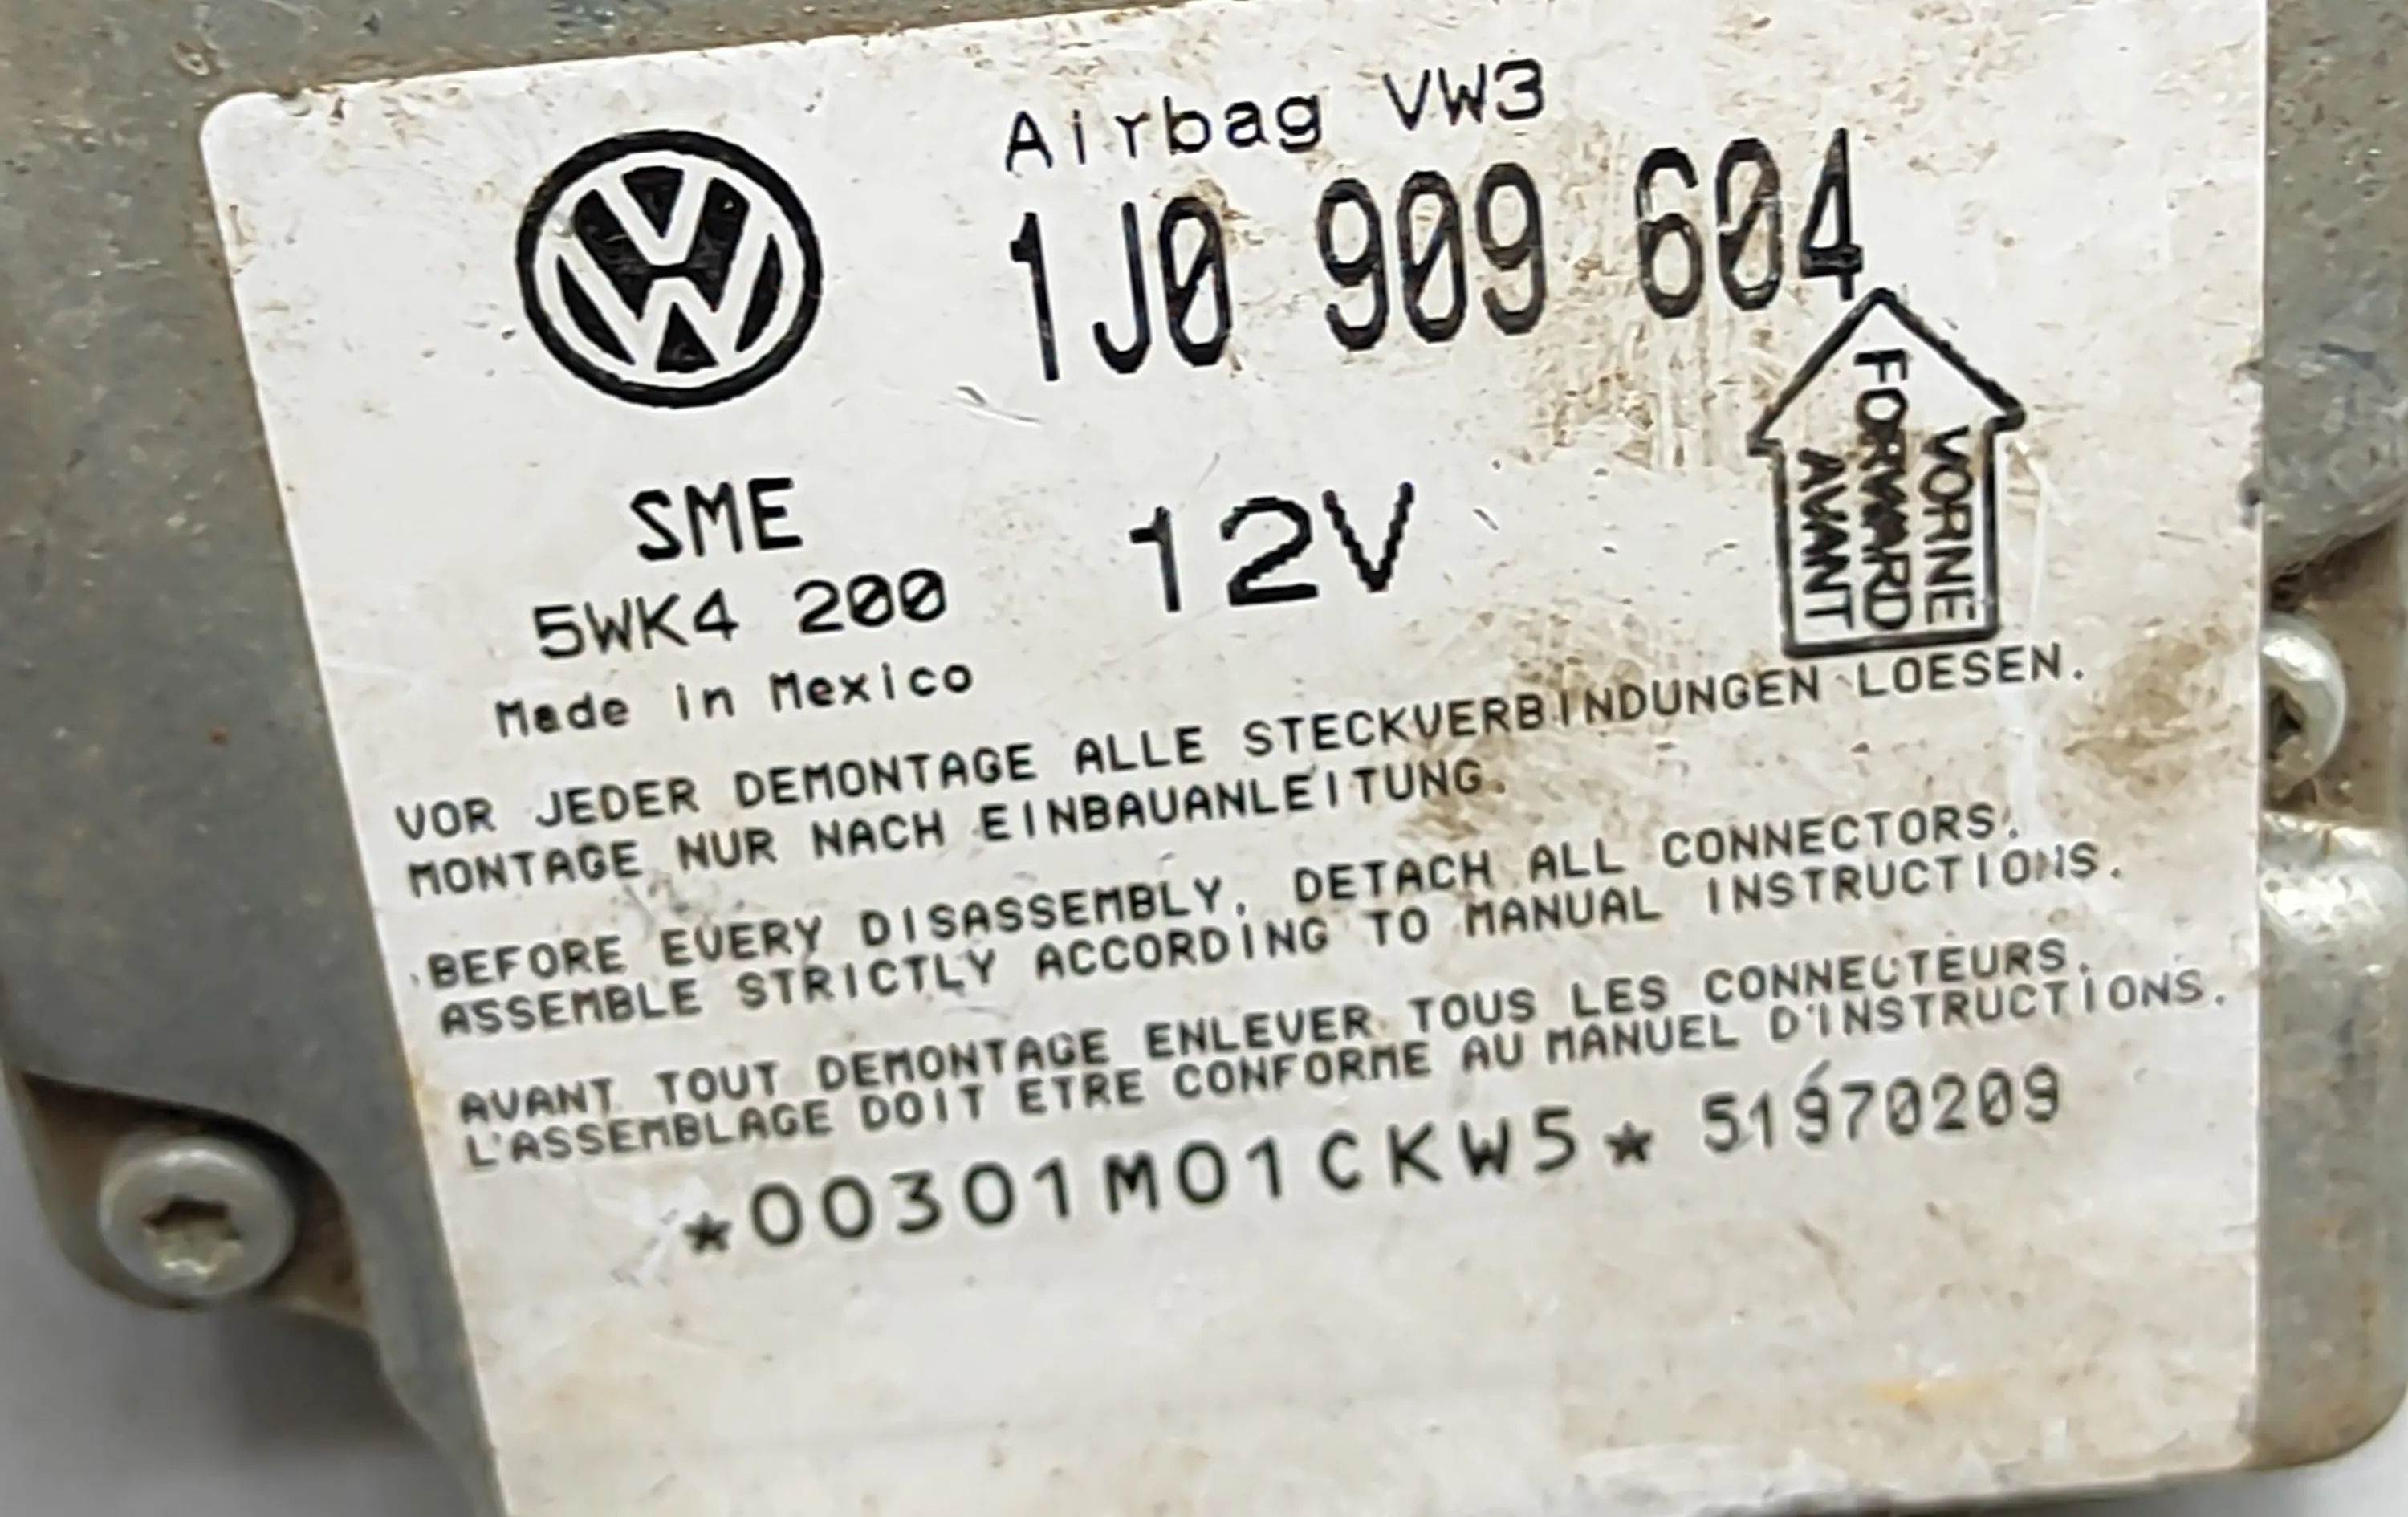 Airbag VW3
1J0 909 604
VORNE
FORWARD
AVANT
SME
12V
5WK4 200
Made in Mexico
VOR JEDER DEMONTAGE ALLE STECKVERBINDUNGEN LOESEN.
MONTAGE NUR NACH EINBAUANLEITUNG.
BEFORE EVERY DISASSEMBLY, DETACH ALL CONNECTORS.
ASSEMBLE STRICTLY ACCORDING TO MANUAL INSTRUCTIONS.
AVANT TOUT DEMONTAGE ENLEVER TOUS LES CONNECTEURS.
L'ASSEMBLAGE DOIT ETRE CONFORME AU MANUEL D'INSTRUCTIONS.
*00301M01CKW5* 51970209